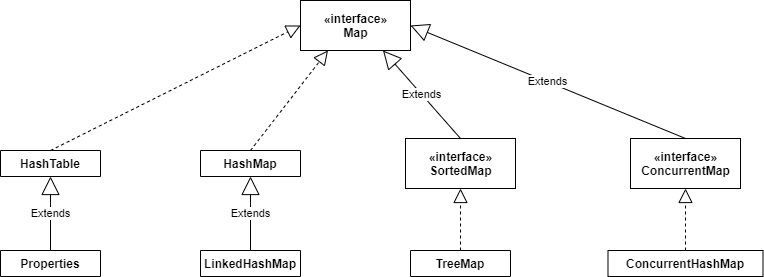 «interface»
Map
Extends
Extends
HashTable
HashMap
«interface»
SortedMap
«interface»
ConcurrentMap
Extends
Extends
Properties
LinkedHashMap
TreeMap
ConcurrentHashMap